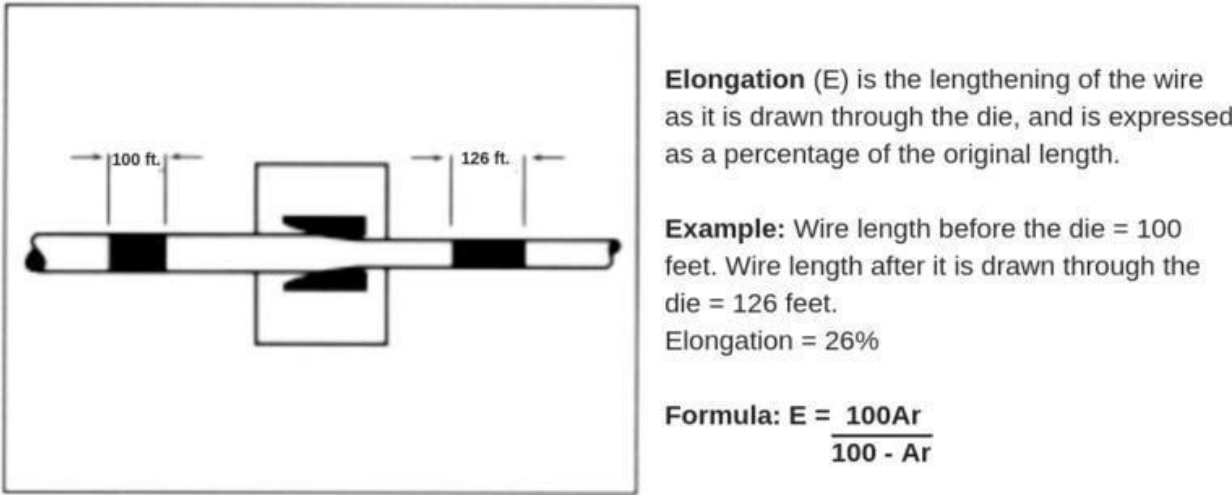 100 ft.
126 ft.
Elongation (E) is the lengthening of the wire
as it is drawn through the die, and is expressed
as a percentage of the original length.
Example: Wire length before the die = 100
feet. Wire length after it is drawn through the
die = 126 feet.
Elongation = 26%
Formula: E = 100Ar
100 - Ar